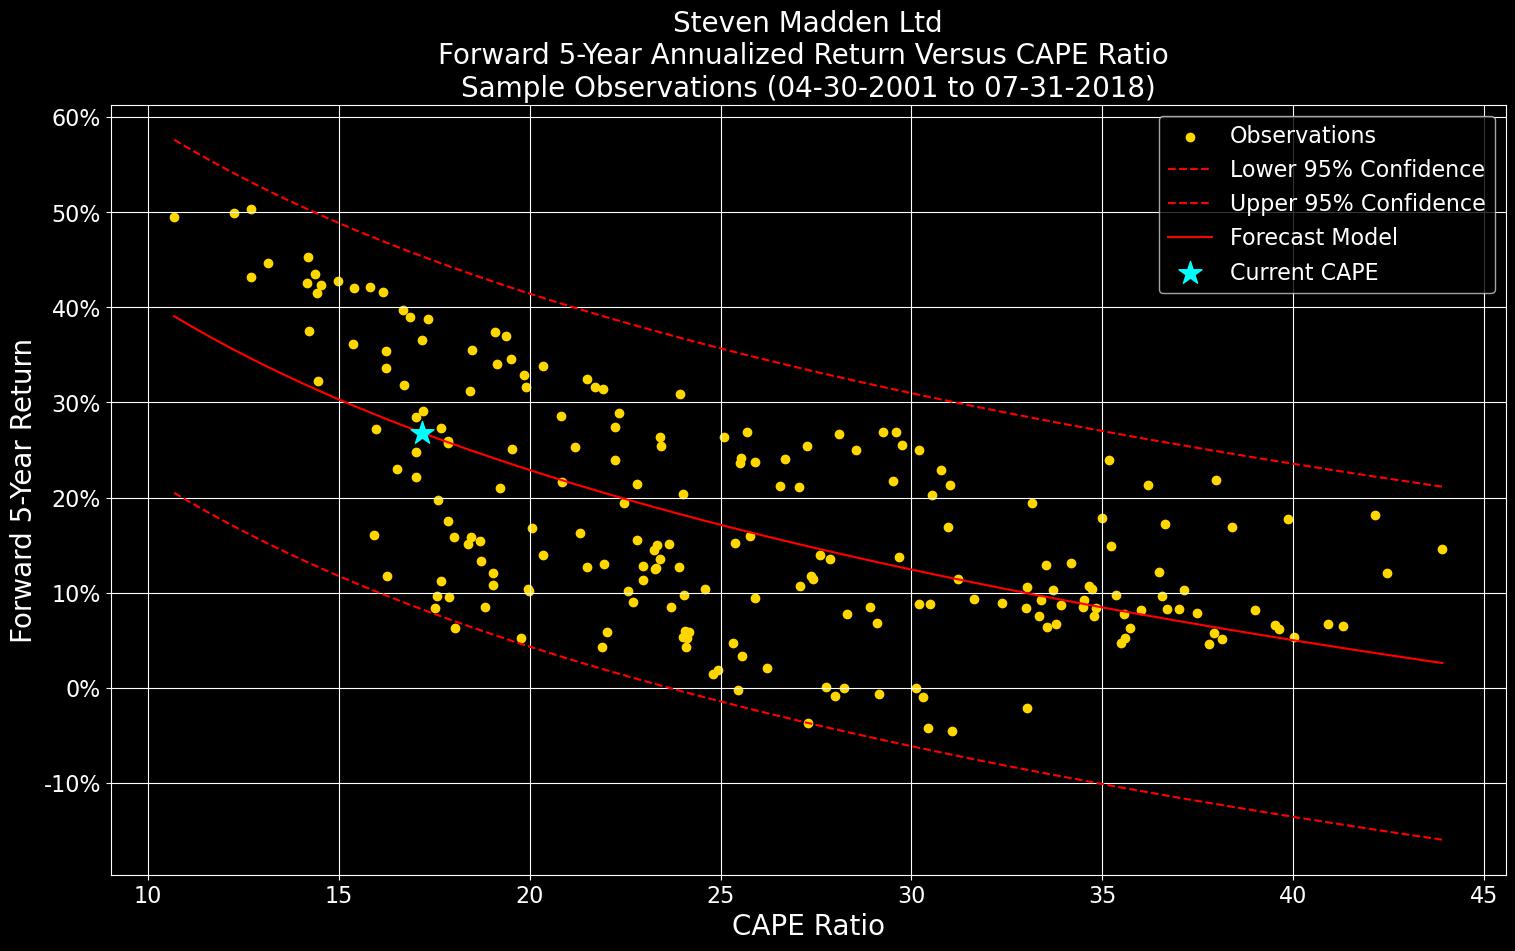 Steven Madden Ltd
Forward 5-Year Annualized Return Versus CAPE Ratio
Sample Observations (04-30-2001 to 07-31-2018)
Forward 5-Year Return
60%
50%
40%
30%
20%
10%
0%
-10%
Observations
Lower 95% Confidence
Upper 95% Confidence
Forecast Model
Current CAPE
10 15 20 25 30 35 40 45
CAPE Ratio